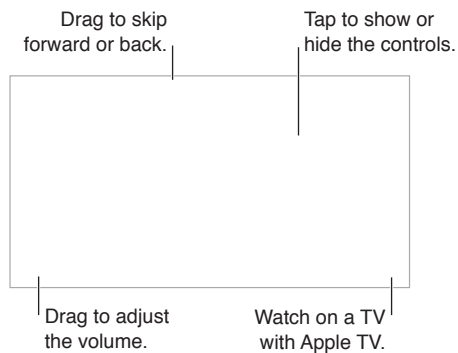 Drag to skip
forward or back.
Tap to show or
hide the controls.
Drag to adjust
the volume.
Watch on a TV
with Apple TV.